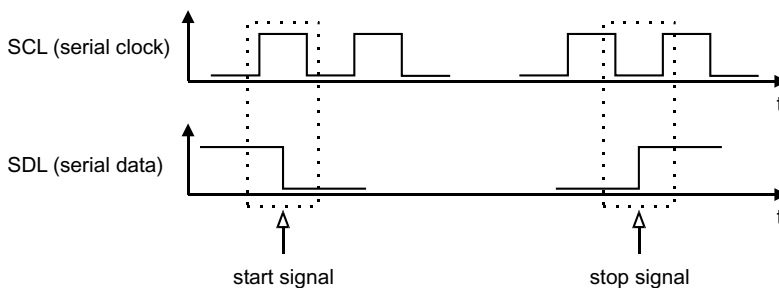 SCL (serial clock)
t
SDL (serial data)
t
start signal
stop signal